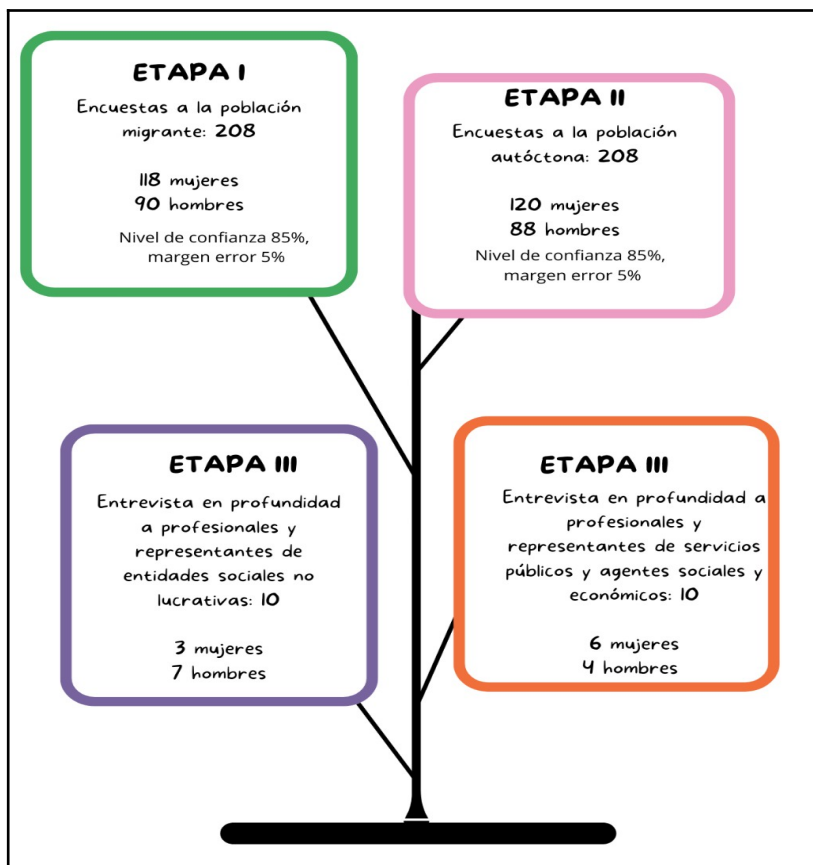 ETAPA I
Encuestas a la población
migrante: 208
118 mujeres
90 hombres
Nivel de confianza 85%,
margen error 5%
ETAPA II
Encuestas a la población
autóctona: 208
120 mujeres
88 hombres
Nivel de confianza 85%,
margen error 5%
ETAPA III
Entrevista en profundidad
a profesionales y
representantes de
entidades sociales no
lucrativas: 10
3 mujeres
7 hombres
ETAPA III
Entrevista en profundidad a
profesionales y
representantes de servicios
públicos y agentes sociales y
económicos: 10
6 mujeres
4 hombres